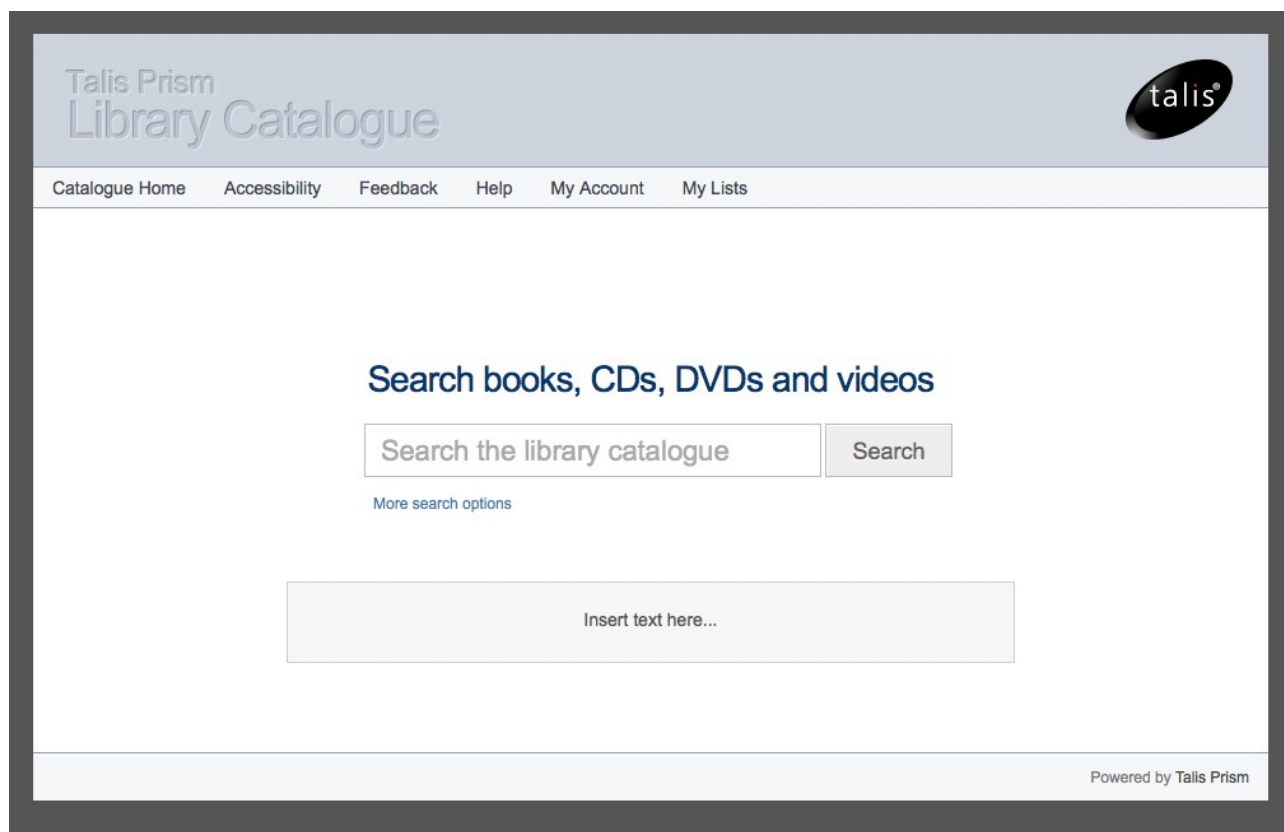 Talis Prism
Library Catalogue
talis®
Catalogue Home Accessibility Feedback Help My Account My Lists
Search books, CDs, DVDs and videos
Search the library catalogue Search
More search options
Insert text here...
Powered by Talis Prism